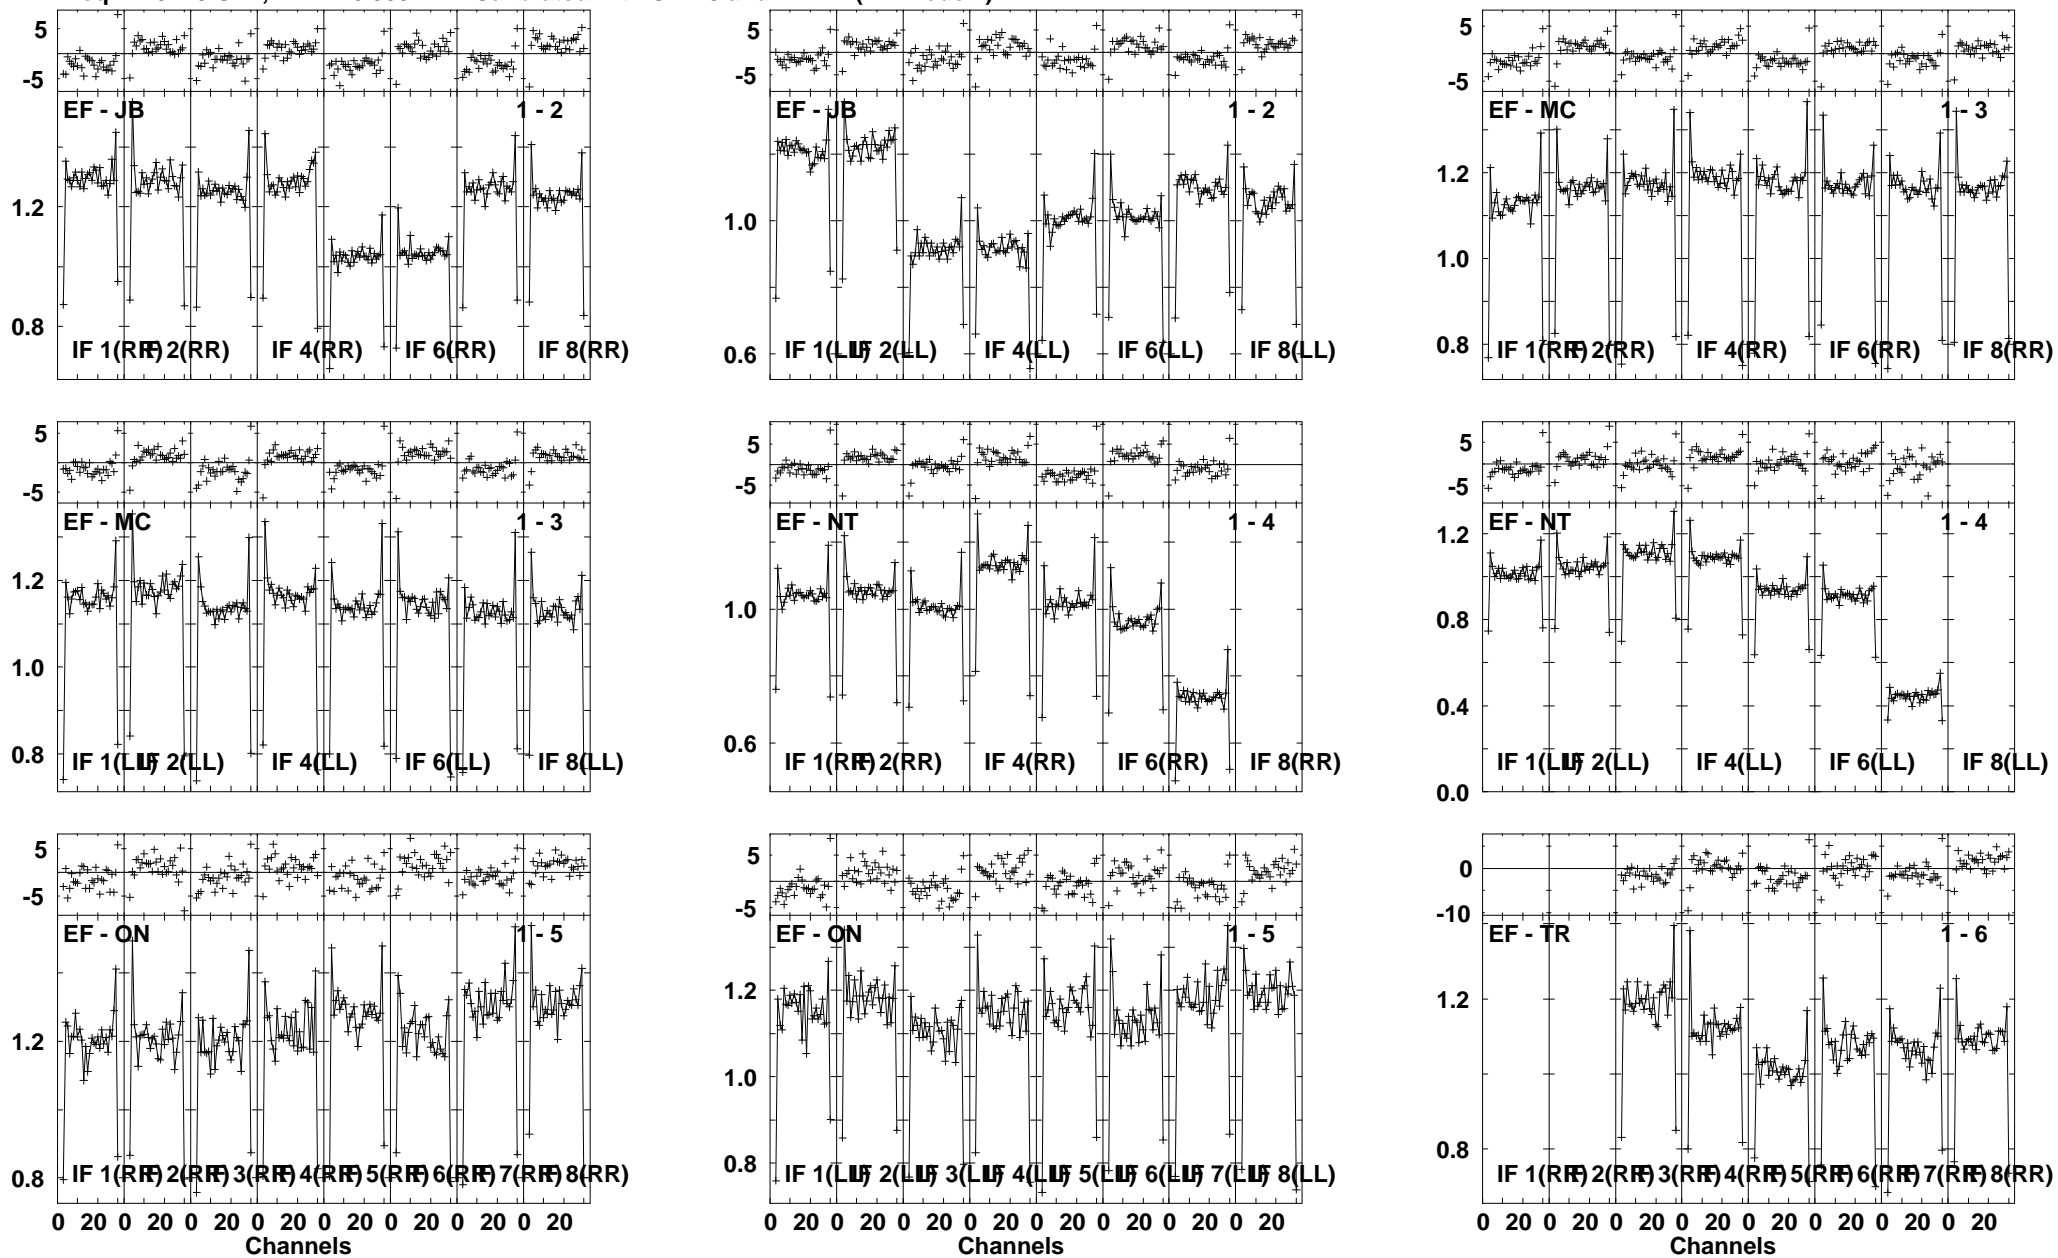 5
-5
EF - JB
1 - 2
1.2
0.8
IF 1(RR)
IF 2(RR)
IF 4(RR)
IF 6(RR)
IF 8(RR)
5
-5
EF - JB
1 - 2
1.0
0.6
IF 1(LL)
IF 2(LL)
IF 4(LL)
IF 6(LL)
IF 8(LL)
5
-5
EF - MC
1 - 3
1.2
1.0
0.8
IF 1(RR)
IF 2(RR)
IF 4(RR)
IF 6(RR)
IF 8(RR)
5
-5
EF - MC
1 - 3
1.2
1.0
0.8
IF 1(LL)
IF 2(LL)
IF 4(LL)
IF 6(LL)
IF 8(LL)
5
-5
EF - NT
1 - 4
1.0
0.6
IF 1(RR)
IF 2(RR)
IF 4(RR)
IF 6(RR)
IF 8(RR)
5
-5
EF - NT
1 - 4
1.2
1.0
0.8
0.4
0.0
IF 1(LL)
IF 2(LL)
IF 4(LL)
IF 6(LL)
IF 8(LL)
5
-5
EF - ON
1 - 5
1.2
0.8
IF 1(RR)
IF 2(RR)
IF 3(RR)
IF 4(RR)
IF 5(RR)
IF 6(RR)
IF 7(RR)
IF 8(RR)
0 20 0 20 0 20 0 20 0 20 0 20 0 20 0 20
Channels
5
-5
EF - ON
1 - 5
1.2
1.0
0.8
IF 1(LL)
IF 2(LL)
IF 3(LL)
IF 4(LL)
IF 5(LL)
IF 6(LL)
IF 7(LL)
IF 8(LL)
0 20 0 20 0 20 0 20 0 20 0 20 0 20 0 20
Channels
0
-10
EF - TR
1 - 6
1.2
0.8
IF 1(RR)
IF 2(RR)
IF 3(RR)
IF 4(RR)
IF 5(RR)
IF 6(RR)
IF 7(RR)
IF 8(RR)
0 20 0 20 0 20 0 20 0 20 0 20 0 20 0 20
Channels